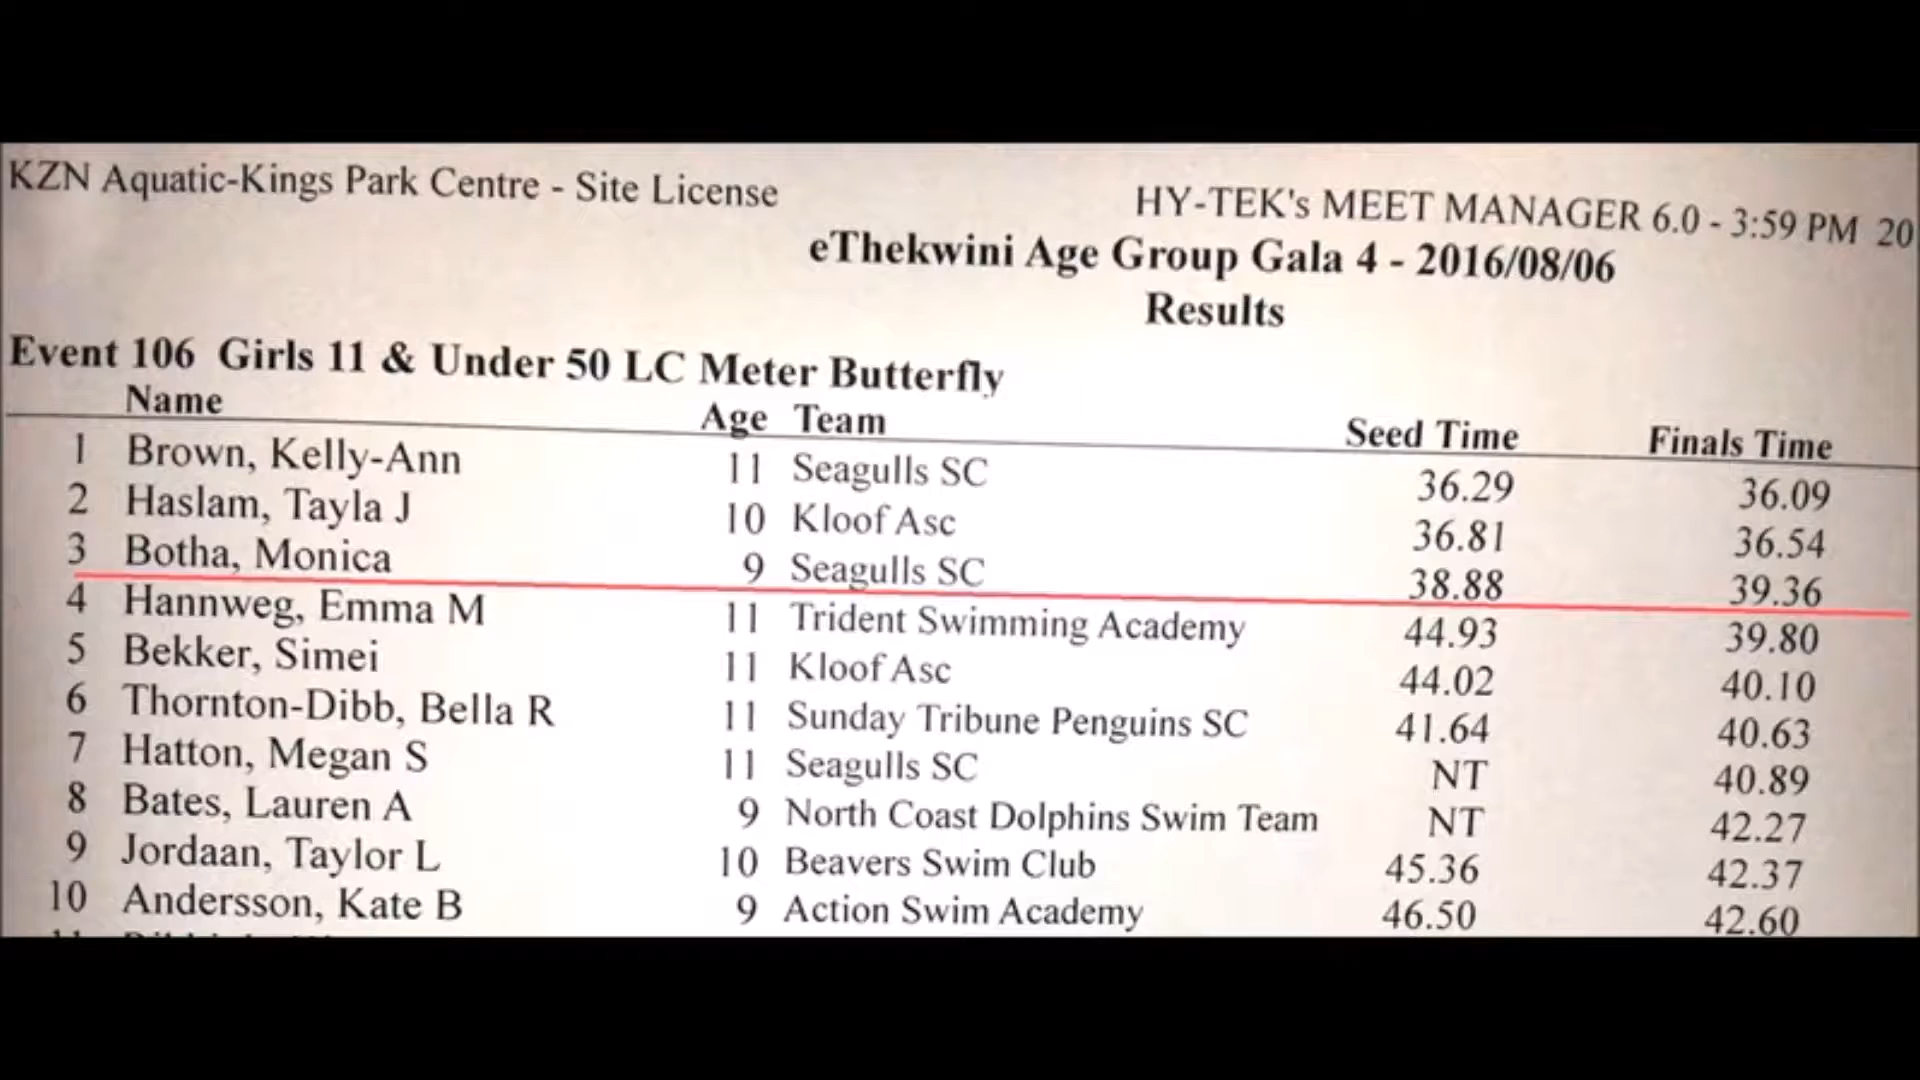 KZN Aquatic-Kings Park Centre - Site License
HY-TEK's MEET MANAGER 6.0 - 3:59 PM 20
eThekwini Age Group Gala 4 - 2016/08/06
Results
Event 106 Girls 11 & Under 50 LC Meter Butterfly
Name Age Team Seed Time Finals Time
1 Brown, Kelly-Ann 11 Seagulls SC 36.29 36.09
2 Haslam, Tayla J 10 Kloof Asc 36.81 36.54
3 Botha, Monica 9 Seagulls SC 38.88 39.36
4 Hannweg, Emma M 11 Trident Swimming Academy 44.93 39.80
5 Bekker, Simei 11 Kloof Asc 44.02 40.10
6 Thornton-Dibb, Bella R 11 Sunday Tribune Penguins SC 41.64 40.63
7 Hatton, Megan S 11 Seagulls SC NT 40.89
8 Bates, Lauren A 9 North Coast Dolphins Swim Team NT 42.27
9 Jordaan, Taylor L 10 Beavers Swim Club 45.36 42.37
10 Andersson, Kate B 9 Action Swim Academy 46.50 42.60